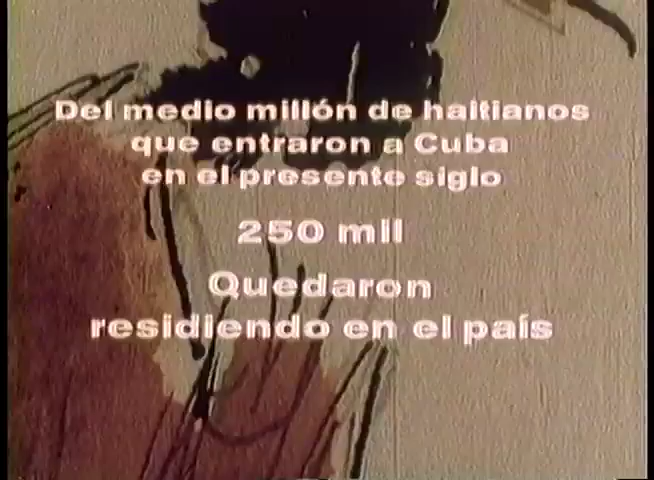 Del medio millón de haitianos
que entraron a Cuba
en el presente siglo
250 mil
Quedaron
residiendo en el país